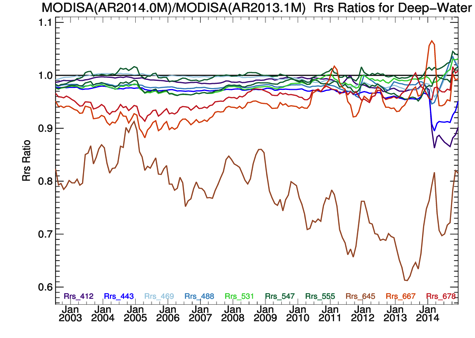 MODISA(AR2014.0M)/MODISA(AR2013.1M) Rrs Ratios for Deep-Water
1.1
1.0
0.9
0.8
0.7
0.6
Rrs Ratio
Rrs_412 Rrs_443 Rrs_469 Rrs_488 Rrs_531 Rrs_547 Rrs_555 Rrs_645 Rrs_667 Rrs_678
Jan Jan Jan Jan Jan Jan Jan Jan Jan Jan Jan Jan
2003 2004 2005 2006 2007 2008 2009 2010 2011 2012 2013 2014